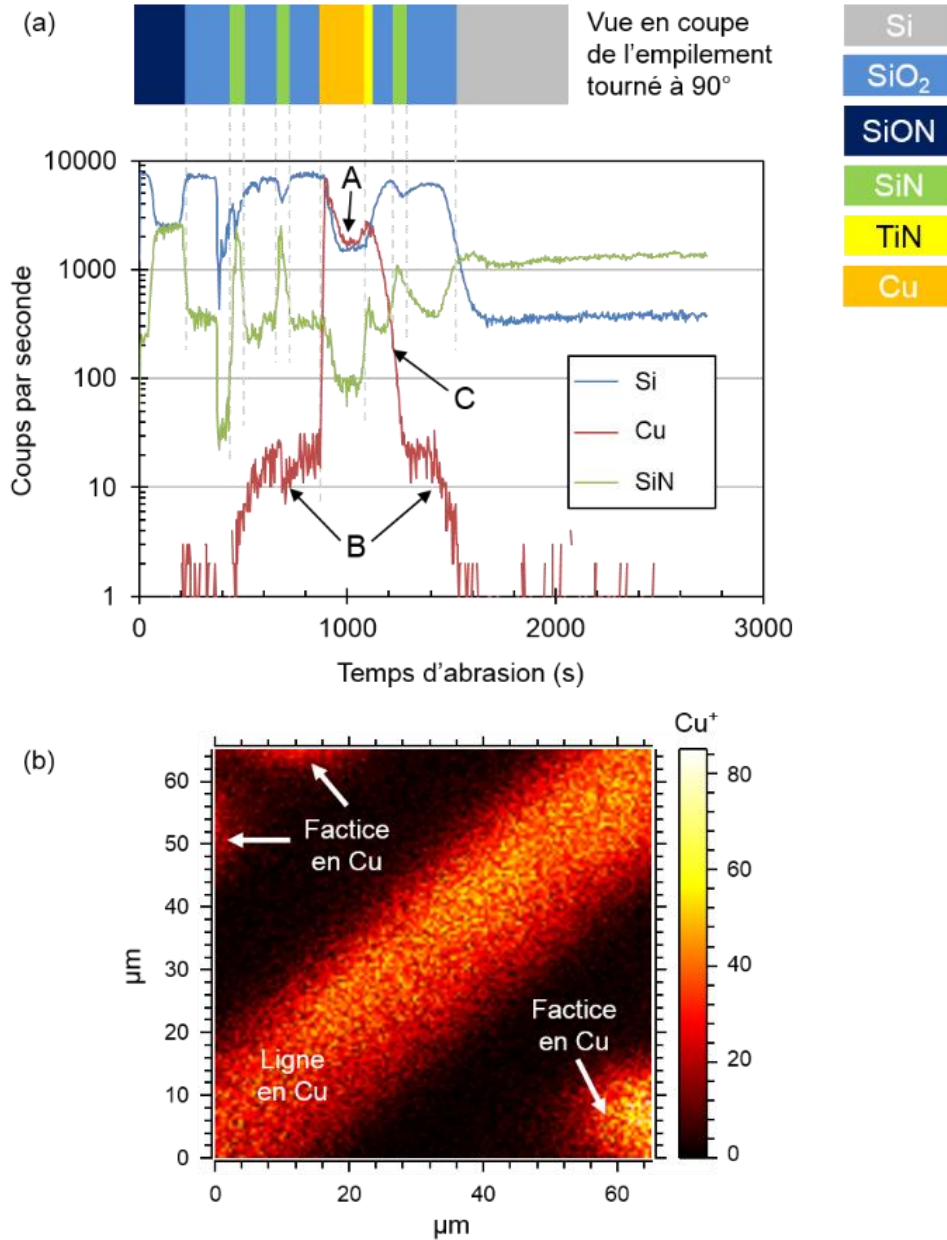 (a)
Vue en coupe
de l’empilement
tourné à 90°
Si
SiO₂
SiON
SiN
TiN
Cu
10000
1000
100
10
1
Coups par seconde
A
B
C
Si
Cu
SiN
0
1000
2000
3000
Temps d’abrasion (s)
(b)
Cu⁺
60
50
40
30
20
10
0
µm
Factice
en Cu
Ligne
en Cu
Factice
en Cu
80
60
40
20
0
0
20
40
60
µm